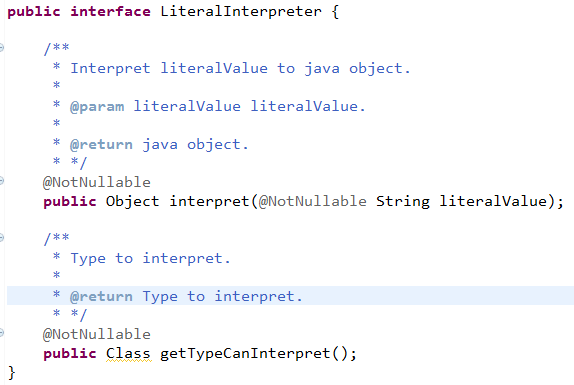 public interface LiteralInterpreter {
/**
* Interpret literalValue to java object.
*
* @param literalValue literalValue.
*
* @return java object.
* */
@NotNullable
public Object interpret(@NotNullable String literalValue);
/**
* Type to interpret.
*
* @return Type to interpret.
* */
@NotNullable
public Class getTypeCanInterpret();
}